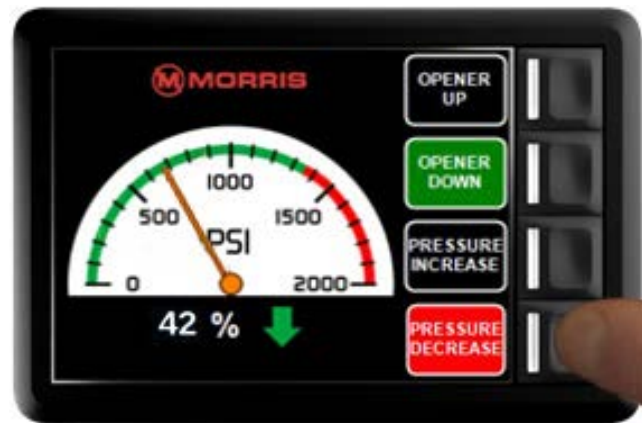 M MORRIS
OPENER
UP
OPENER
DOWN
PRESSURE
INCREASE
PRESSURE
DECREASE
0
500
1000
1500
2000
PSI
42 %